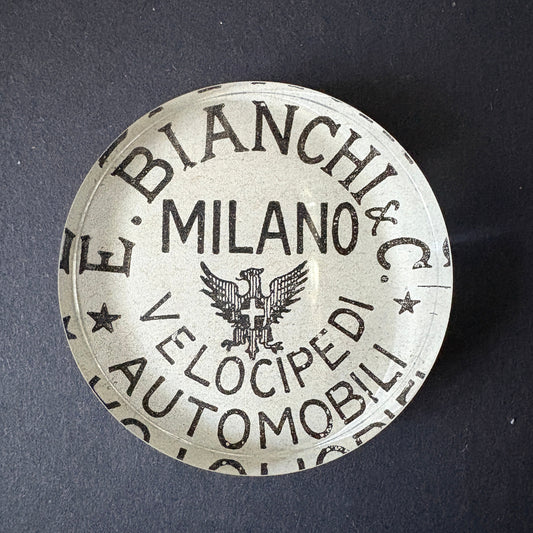 E. BIANCHI & C.
MILANO
VELOCIPEDI
AUTOMOBILI